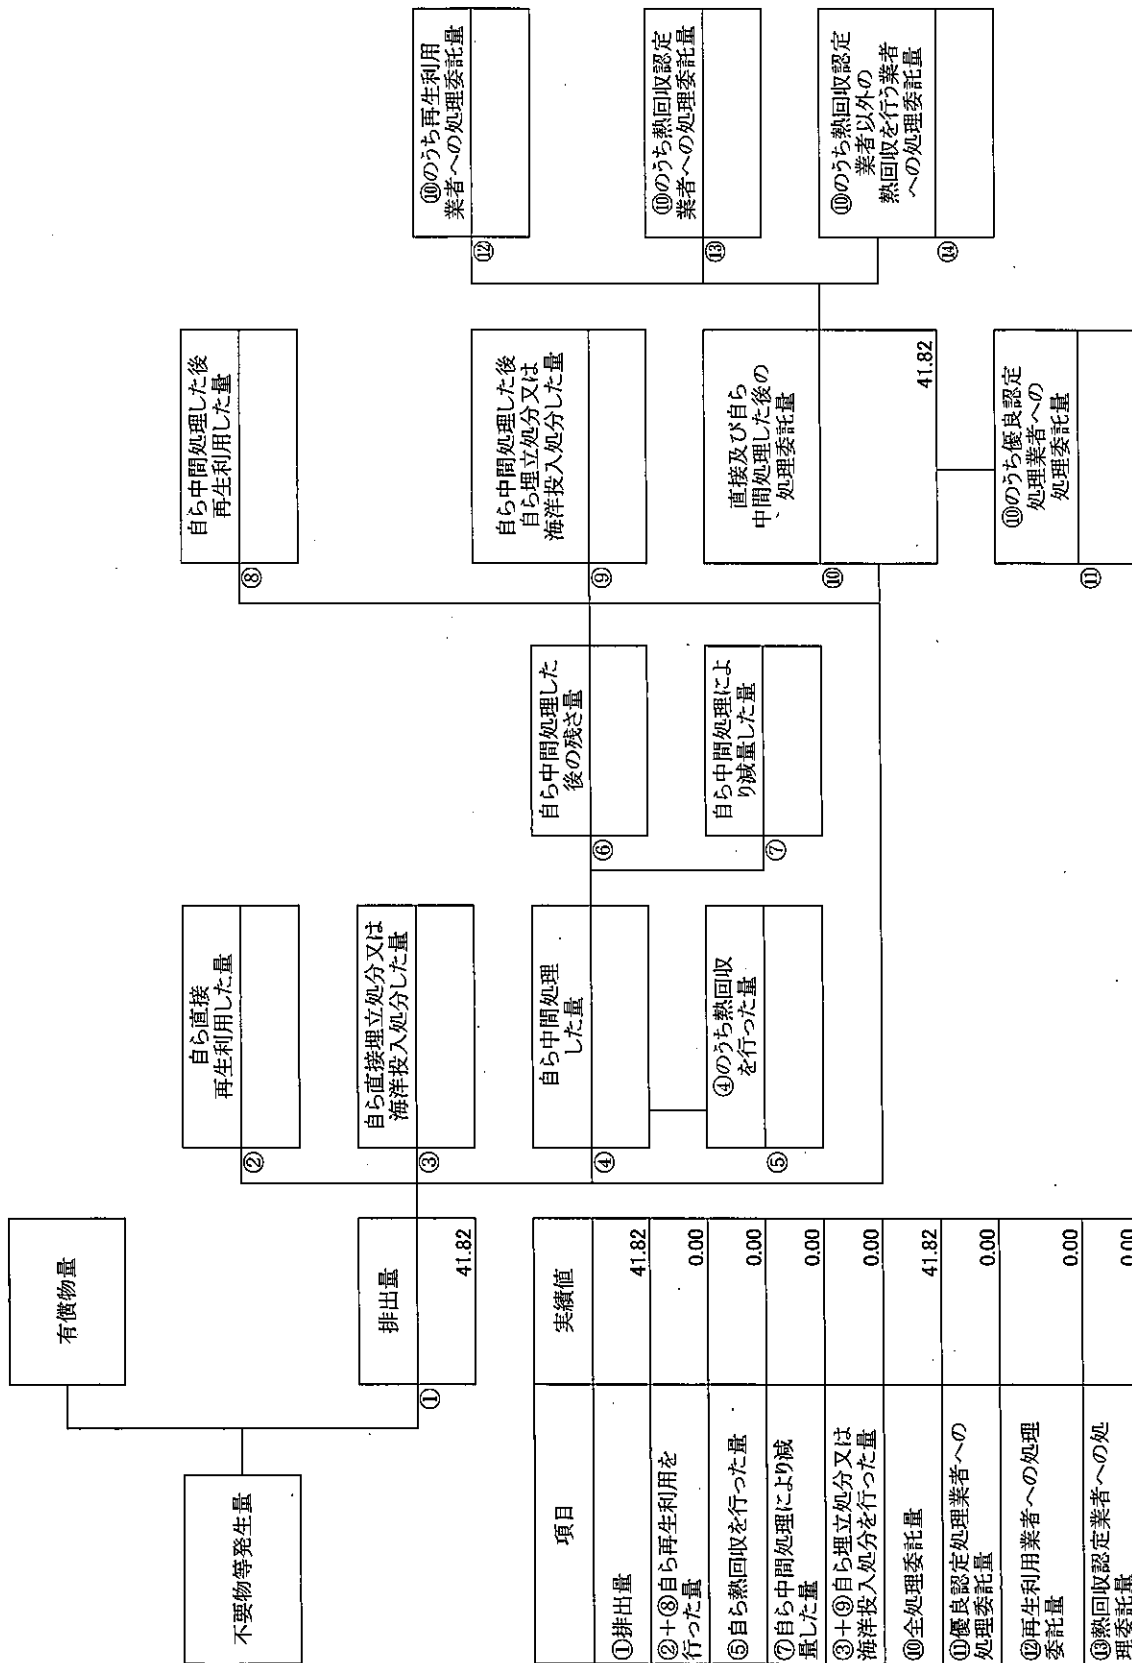 不要物等発生量
有償物量
排出量
①
41.82
自ら直接
再生利用した量
②
自ら直接埋立処分又は
海洋投入処分した量
③
自ら中間処理
した量
④
④のうち熱回収
を行った量
⑤
自ら中間処理した
後の残さ量
⑥
自ら中間処理によ
り減量した量
⑦
自ら中間処理した後
再生利用した量
⑧
自ら中間処理した後
自ら埋立処分又は
海洋投入処分した量
⑨
直接及び自ら
中間処理した後の
処理委託量
⑩
41.82
⑩のうち優良認定
処理業者への
処理委託量
⑪
⑩のうち再生利用
業者への処理委託量
⑫
⑩のうち熱回収認定
業者への処理委託量
⑬
⑩のうち熱回収認定
業者以外の
熱回収を行う業者
への処理委託量
⑭
項目
実績値
①排出量
41.82
②+⑧自ら再生利用を
行った量
0.00
⑤自ら熱回収を行った量
0.00
⑦自ら中間処理により減
量した量
0.00
③+⑨自ら埋立処分又は
海洋投入処分を行った量
0.00
⑩全処理委託量
41.82
⑪優良認定処理業者への
処理委託量
0.00
⑫再生利用業者への処理
委託量
0.00
⑬熱回収認定業者への処
理委託量
0.00